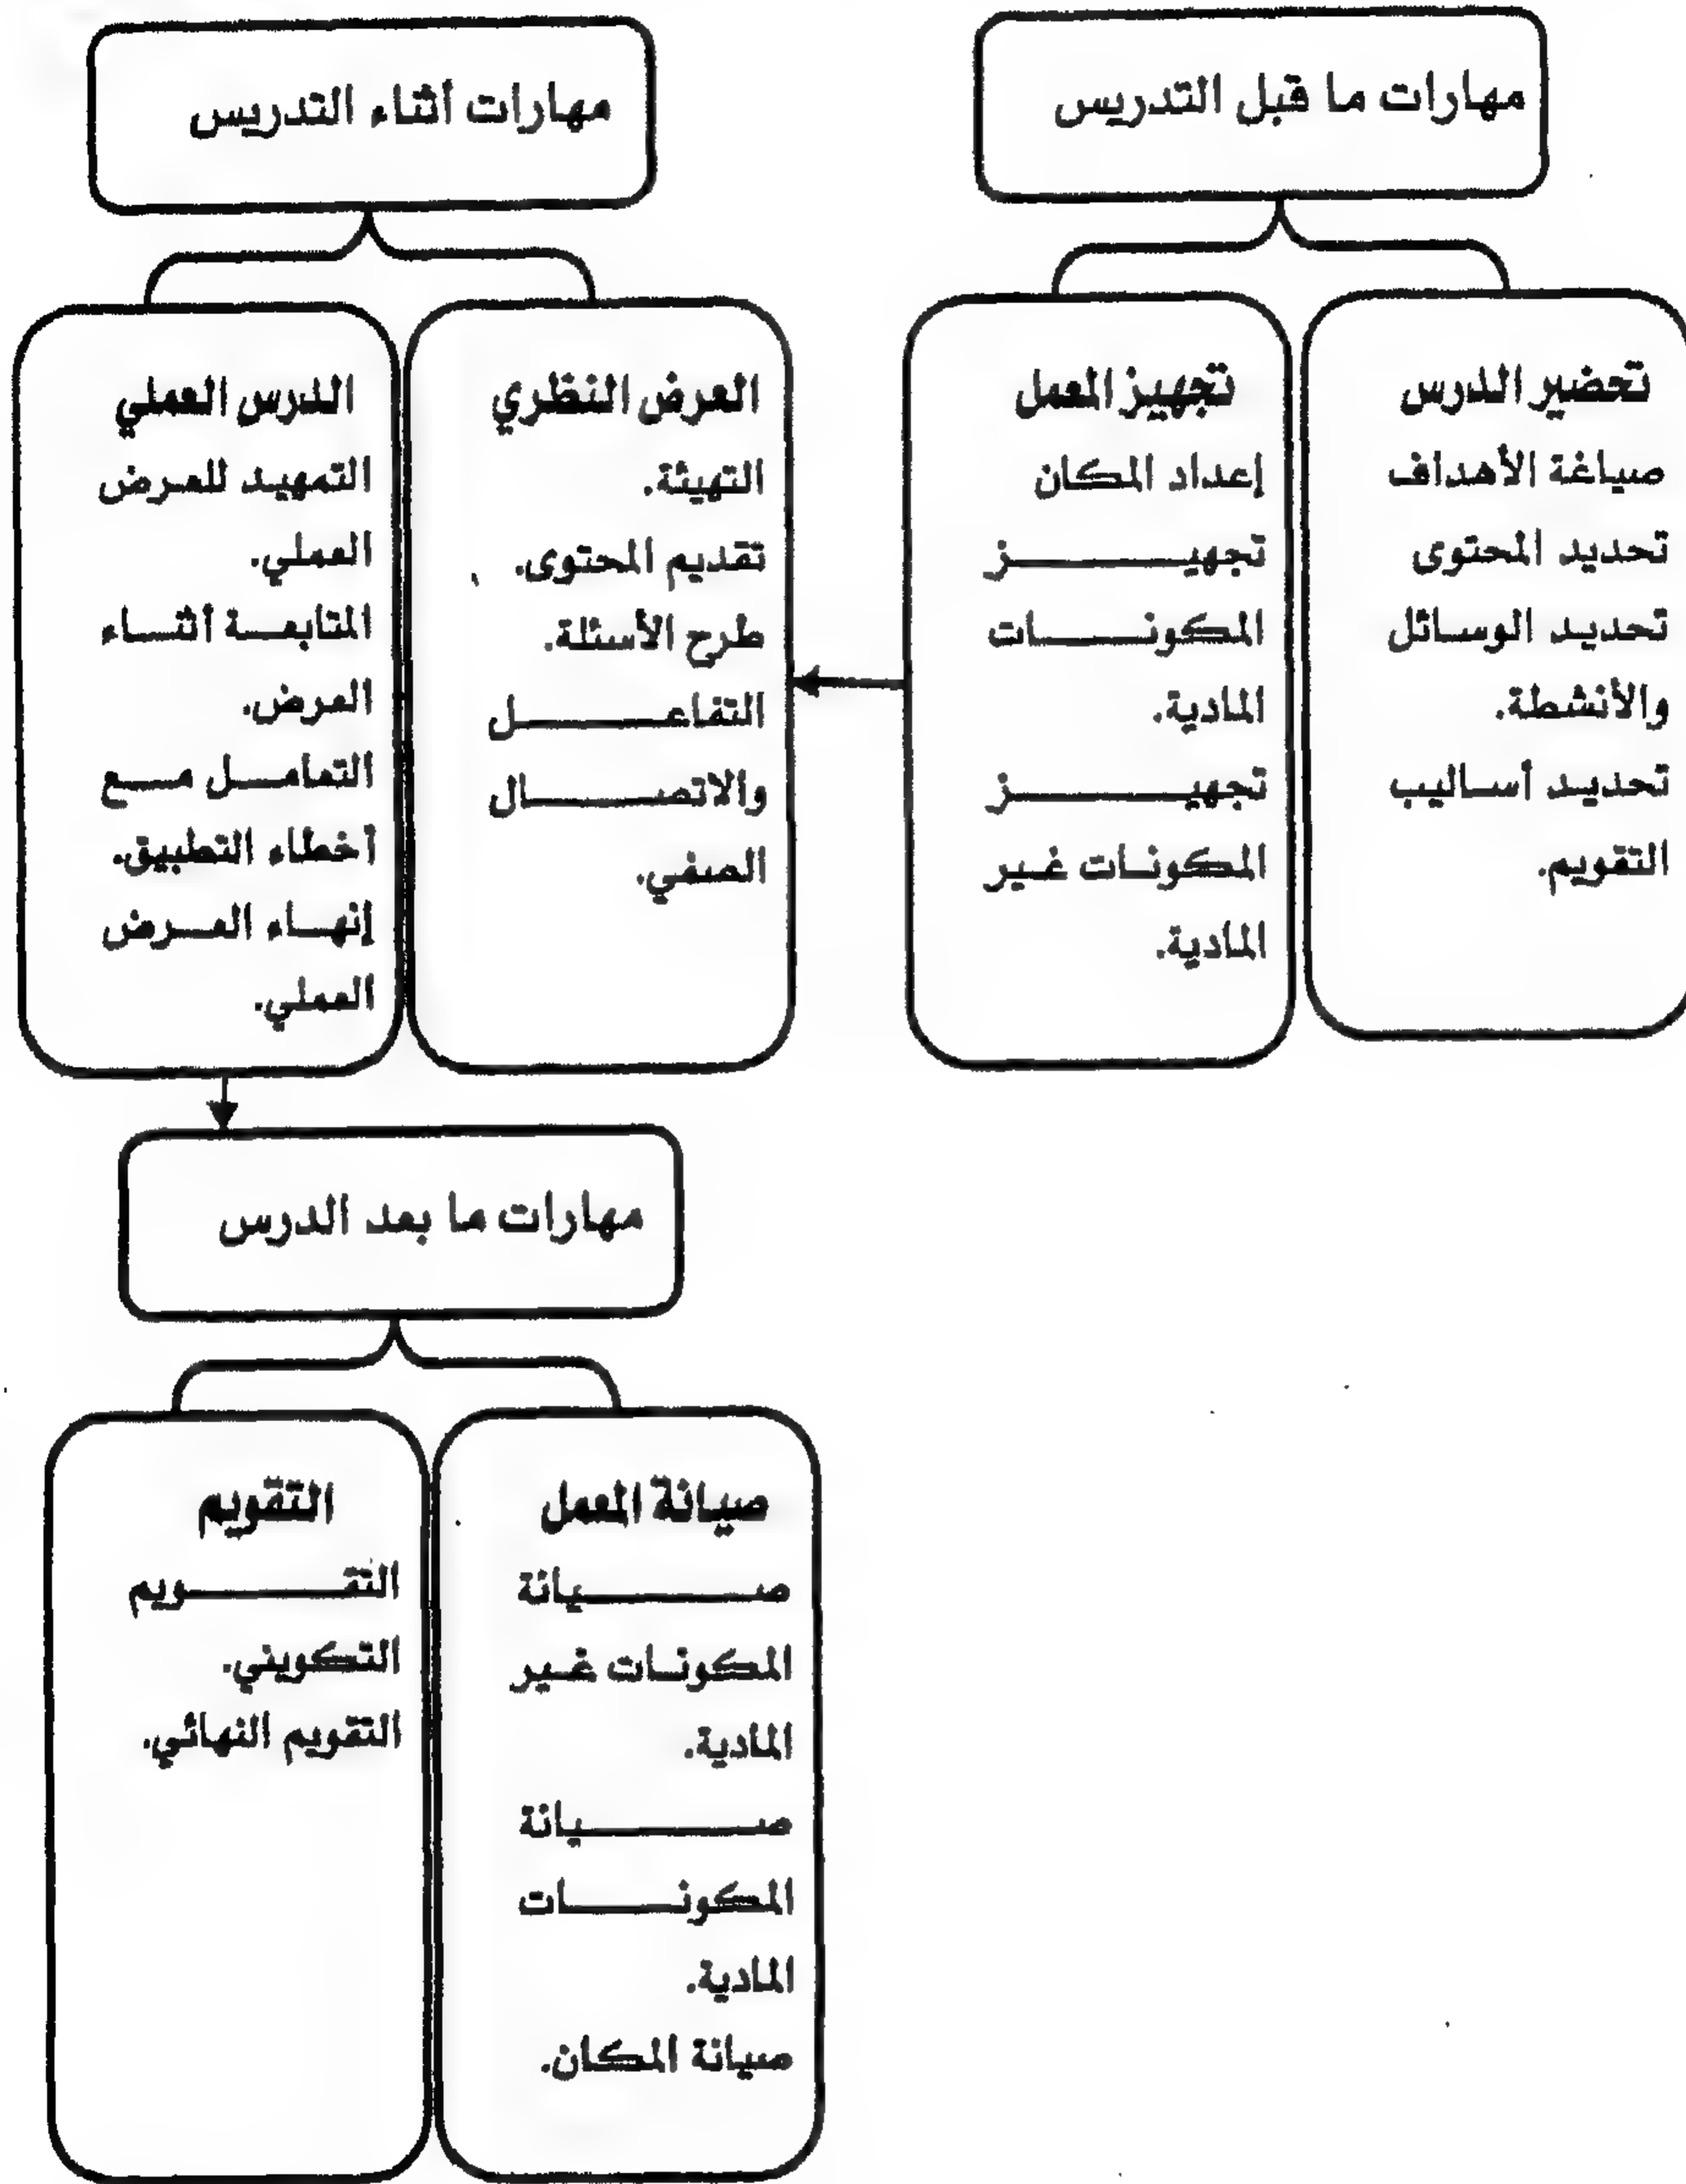 مهارات ما قبل التدريس
تحضير الدرس
صياغة الأهداف
تحديد المحتوى
تحديد الوسائل
والأنشطة.
تحديد أساليب
التقويم.
تجهيز المعمل
إعداد المكان
تجهيز
المكونات
المادية.
تجهيز
المكونات غير
المادية.
مهارات أثناء التدريس
العرض النظري
التهيئة.
تقديم المحتوى.
طرح الأسئلة.
التفاعل
والاتصال
الصفي.
الدرس العملي
التمهيد للعرض
العملي.
المتابعة أثناء
العرض.
التعامل مع
أخطاء التطبيق.
إنهاء العرض
العملي.
مهارات ما بعد الدرس
صيانة المعمل
صيانة
المكونات غير
المادية.
صيانة
المكونات
المادية.
صيانة المكان.
التقويم
التقويم
التكويني.
التقويم النهائي.